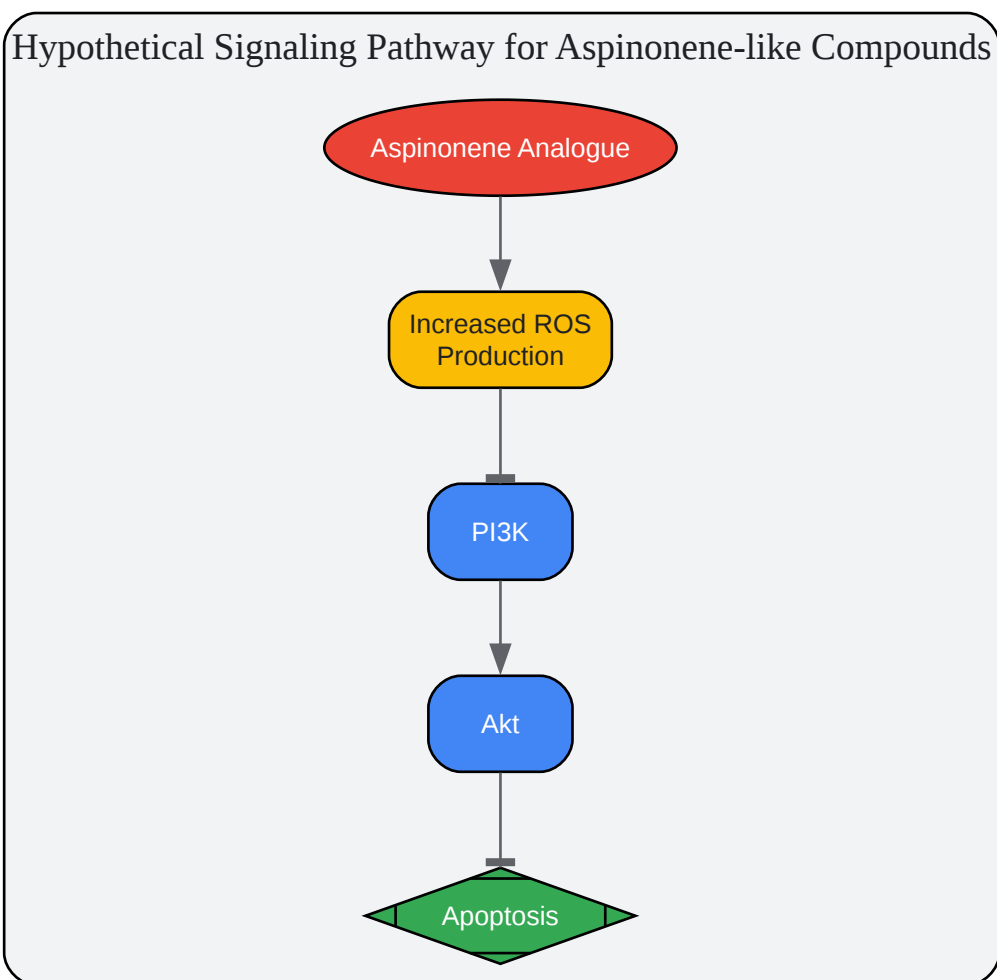 Hypothetical Signaling Pathway for Aspinonene-like Compounds
Aspinonene Analogue
Increased ROS
Production
PI3K
Akt
Apoptosis